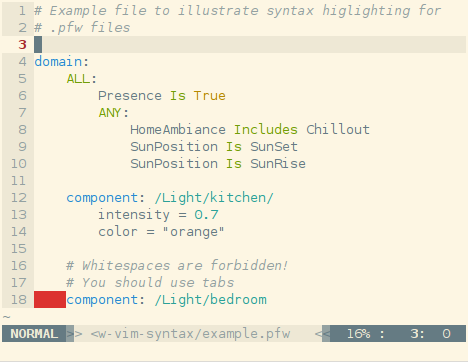 1 # Example file to illustrate syntax higlighting for
2 # .pfw files
3
4 domain:
5 ALL:
6 Presence Is True
7 ANY:
8 HomeAmbiance Includes Chillout
9 SunPosition Is SunSet
10 SunPosition Is SunRise
11
12 component: /Light/kitchen/
13 intensity = 0.7
14 color = "orange"
15
16 # Whitespaces are forbidden!
17 # You should use tabs
18 component: /Light/bedroom
~
NORMAL >> <w-vim-syntax/example.pfw << 16% : 3: 0